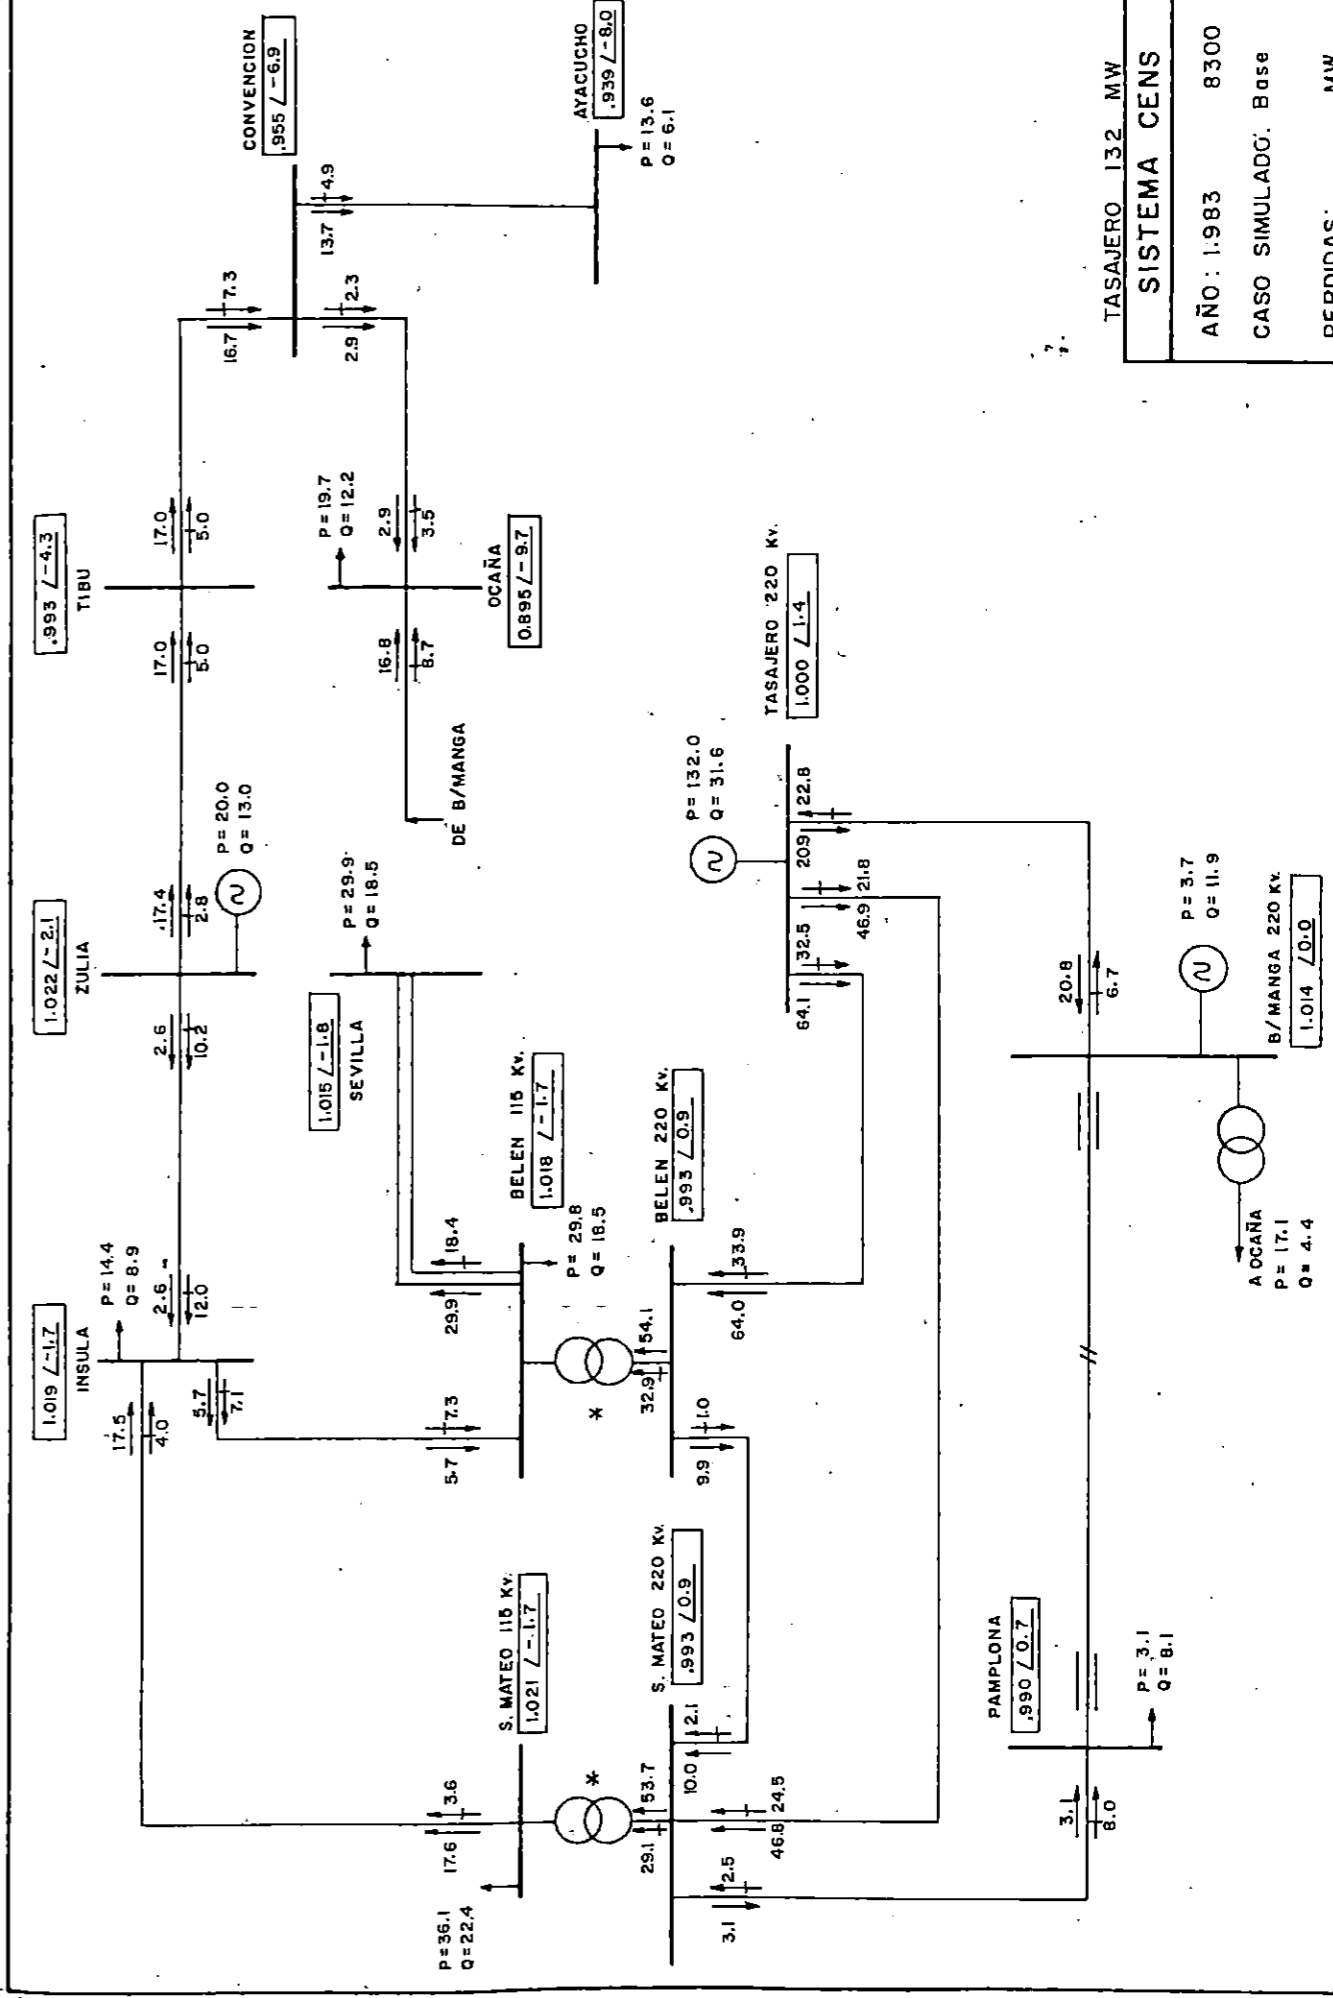 CONVENCION
.955 /-6.9
AYACUCHO
.939 /-8.0
P=13.6
Q=6.1
4.9
13.7
7.3
16.7
2.3
2.9
.993 /-4.3
TIBU
17.0
5.0
17.0
5.0
P=19.7
Q=12.2
2.9
3.5
OCAÑA
0.895/-9.7
16.8
8.7
DE B/MANGA
1.022/-2.1
ZULIA
17.4
2.8
P=20.0
Q=13.0
2.6
10.2
P=29.9
Q=18.5
1.015 /-1.8
SEVILLA
1.019 /-1.7
INSULA
P=14.4
Q=8.9
2.6
12.0
17.5
4.0
5.7
7.1
BELEN 115 Kv.
1.018 /-1.7
P=29.8
Q=18.5
18.4
29.9
7.3
5.7
*
54.1
32.9
BELEN 220 Kv.
.993 /0.9
33.9
64.0
1.0
9.9
TASAJERO 220 Kv.
1.000 /1.4
P=132.0
Q=31.6
22.8
20.9
21.8
46.9
32.5
64.1
S. MATEO 115 Kv.
1.021 /-1.7
P=36.1
Q=22.4
3.6
17.6
*
53.7
29.1
S. MATEO 220 Kv.
.993 /0.9
2.1
10.0
24.5
46.8
2.5
3.1
20.8
6.7
P=3.7
Q=11.9
B/MANGA 220 Kv.
1.014 /0.0
A OCAÑA
P=17.1
Q=4.4
PAMPLONA
.990 /0.7
P=3.1
Q=8.1
3.1
8.0
TASAJERO 132 MW
SISTEMA CENS
AÑO: 1.983 8300
CASO SIMULADO: Base
PERDIDAS: MW